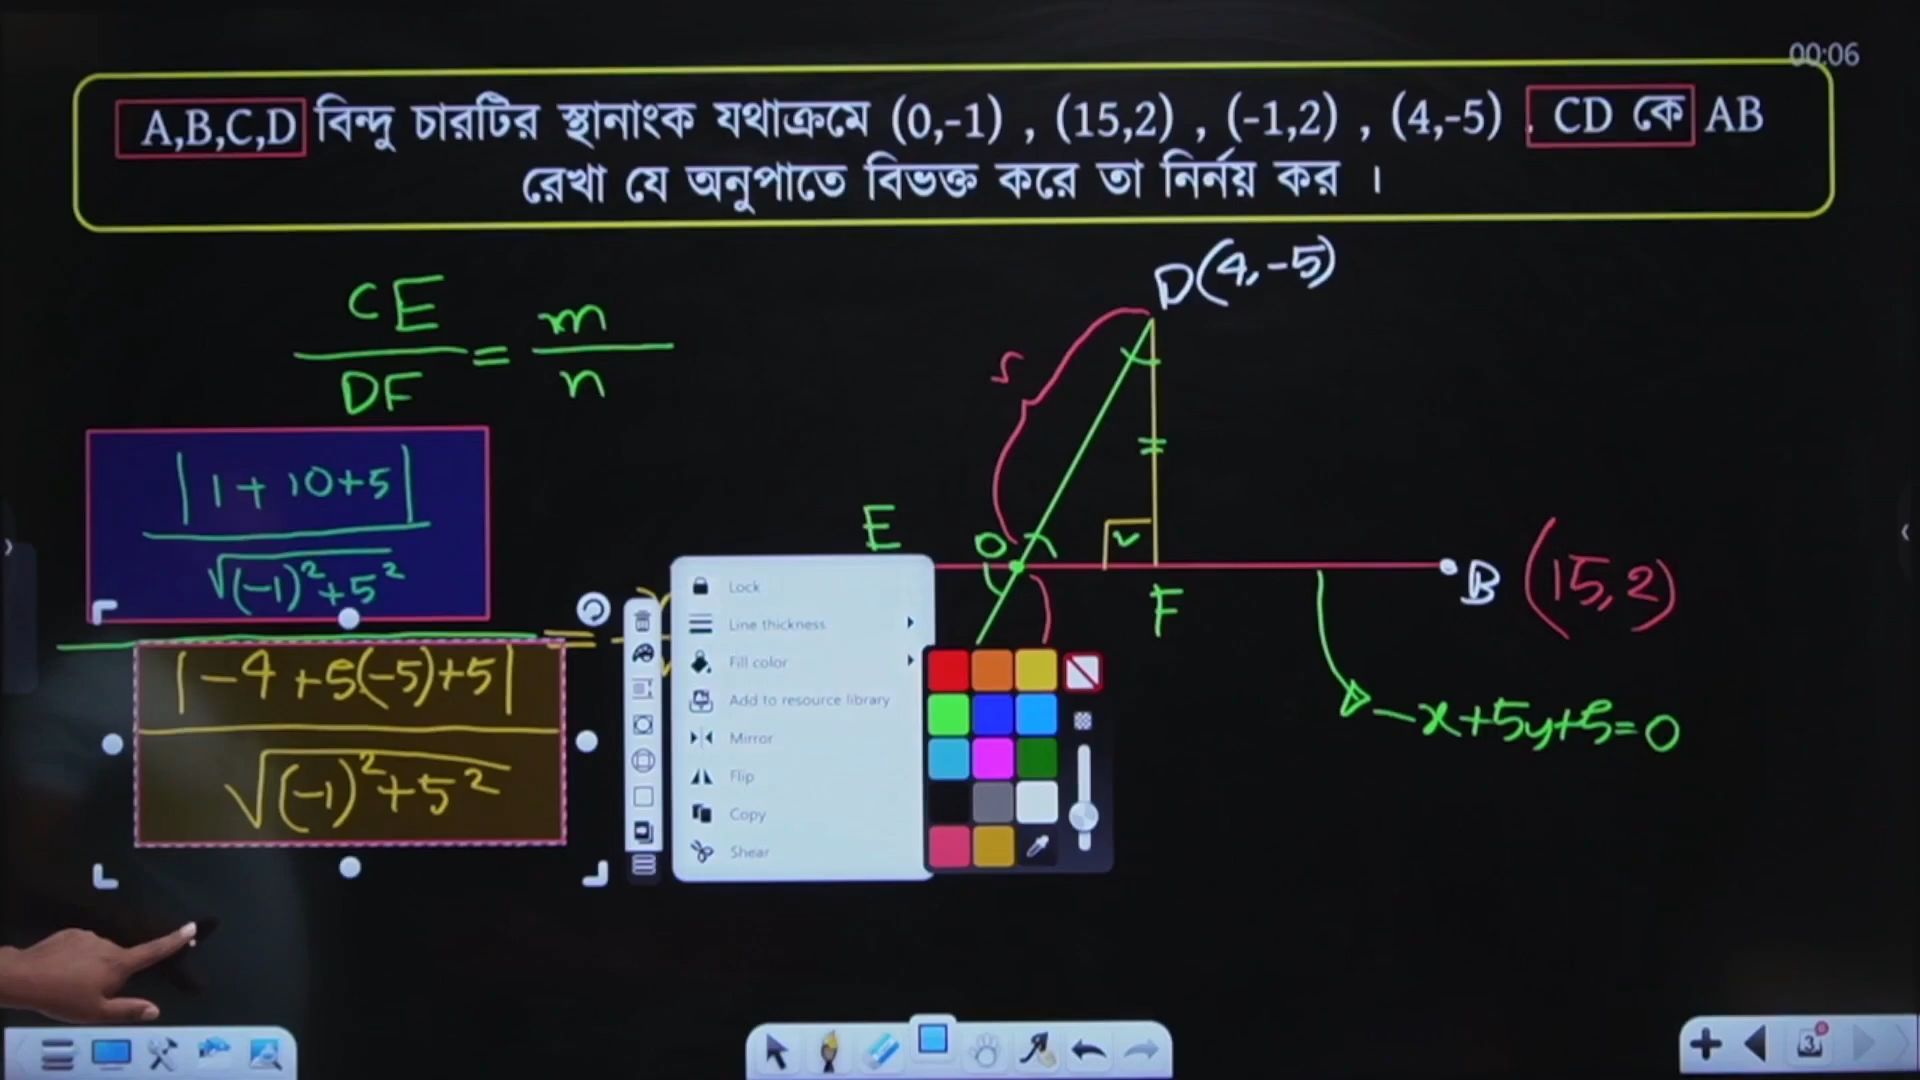 00:06
A,B,C,D বিন্দু চারটির স্থানাংক যথাক্রমে (0,-1) , (15,2) , (-1,2) , (4,-5) . CD কে AB
রেখা যে অনুপাতে বিভক্ত করে তা নির্নয় কর ।
D(4,-5)
CE/DF = m/n
|1+10+5|
√(-1)²+5²
=
|-4+5(-5)+5|
√(-1)²+5²
E
O
F
B (15,2)
-x+5y+5=0
Lock
Line thickness
Fill color
Add to resource library
Mirror
Flip
Copy
Shear
3